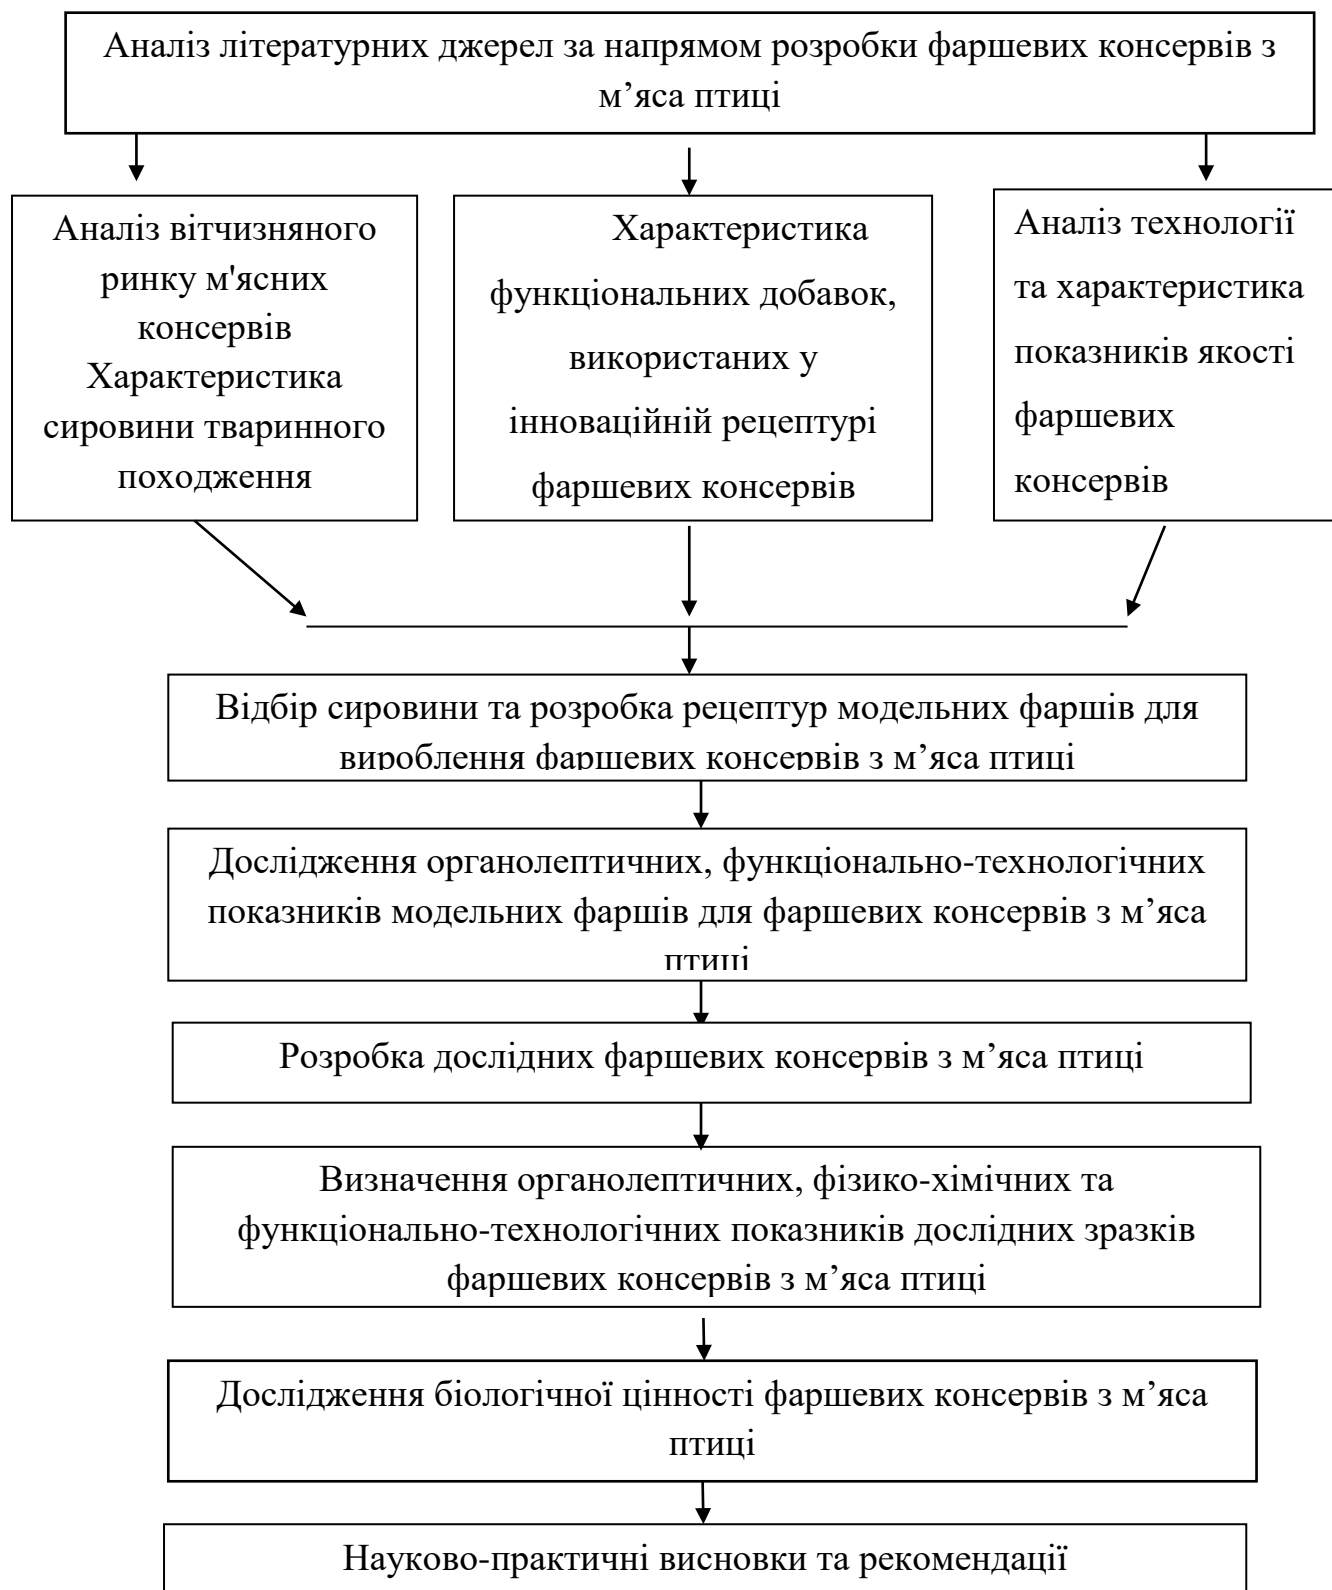 Аналіз літературних джерел за напрямом розробки фаршевих консервів з
м’яса птиці
Аналіз вітчизняного
ринку м'ясних
консервів
Характеристика
сировини тваринного
походження
Характеристика
функціональних добавок,
використаних у
інноваційній рецептурі
фаршевих консервів
Аналіз технології
та характеристика
показників якості
фаршевих
консервів
Відбір сировини та розробка рецептур модельних фаршів для
вироблення фаршевих консервів з м’яса птиці
Дослідження органолептичних, функціонально-технологічних
показників модельних фаршів для фаршевих консервів з м’яса
птиці
Розробка дослідних фаршевих консервів з м’яса птиці
Визначення органолептичних, фізико-хімічних та
функціонально-технологічних показників дослідних зразків
фаршевих консервів з м’яса птиці
Дослідження біологічної цінності фаршевих консервів з м’яса
птиці
Науково-практичні висновки та рекомендації